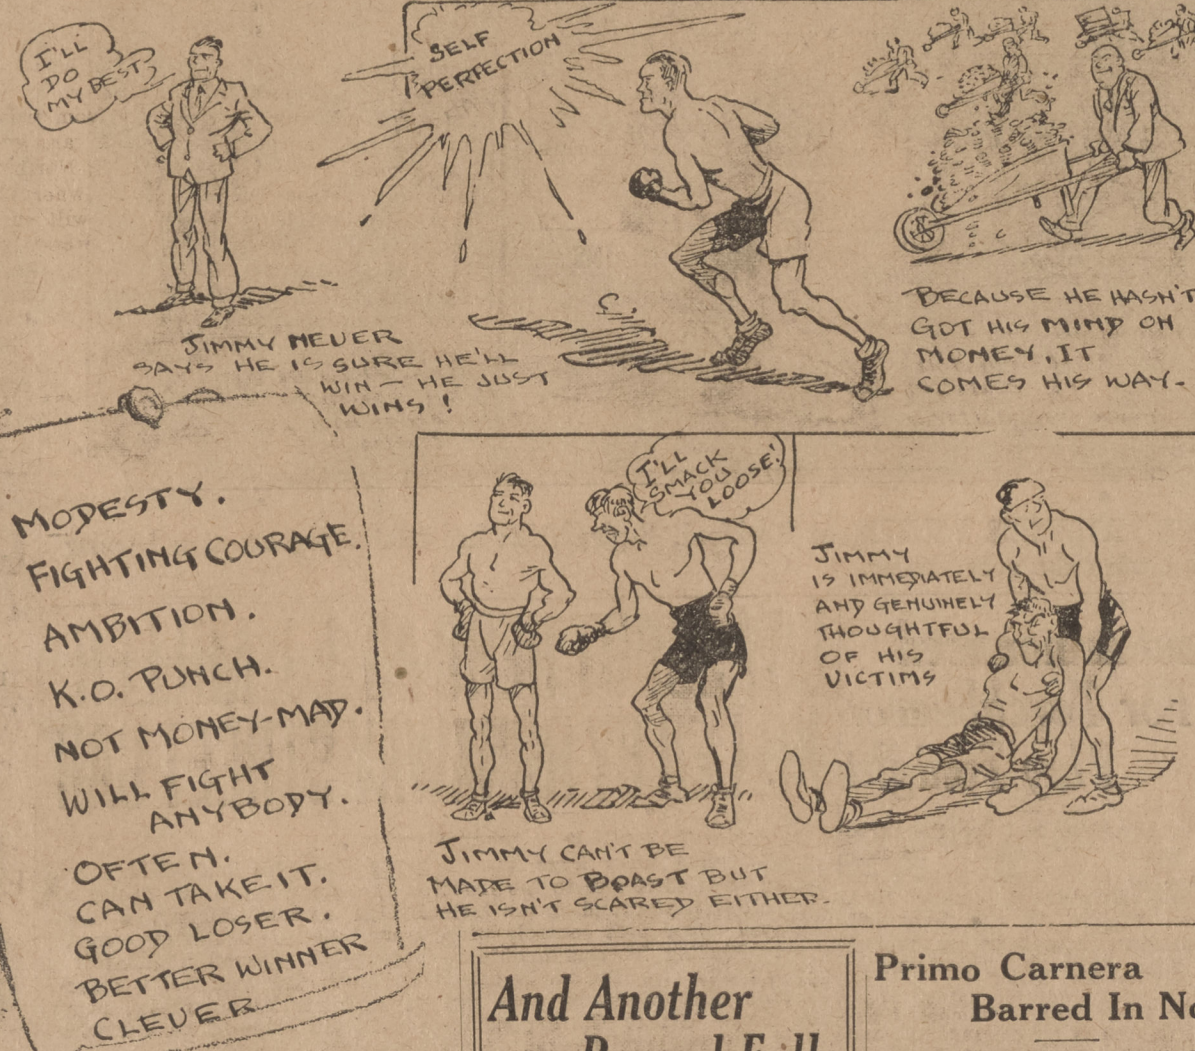 I'LL
DO
MY BEST
SELF
PERFECTION
JIMMY NEVER
SAYS HE IS SURE HE'LL
WIN — HE JUST
WINS!
BECAUSE HE HASN'T
GOT HIS MIND ON
MONEY, IT
COMES HIS WAY-
MODESTY.
FIGHTING COURAGE.
AMBITION.
K.O. PUNCH.
NOT MONEY-MAD.
WILL FIGHT
ANYBODY.
OFTEN.
CAN TAKE IT.
GOOD LOSER.
BETTER WINNER
CLEVER
I'LL
SMACK
YOU
LOOSE!
JIMMY CAN'T BE
MADE TO BOAST BUT
HE ISN'T SCARED EITHER.
JIMMY
IS IMMEDIATELY
AND GENUINELY
THOUGHTFUL
OF HIS
VICTIMS
And Another
Primo Carnera
Barred In